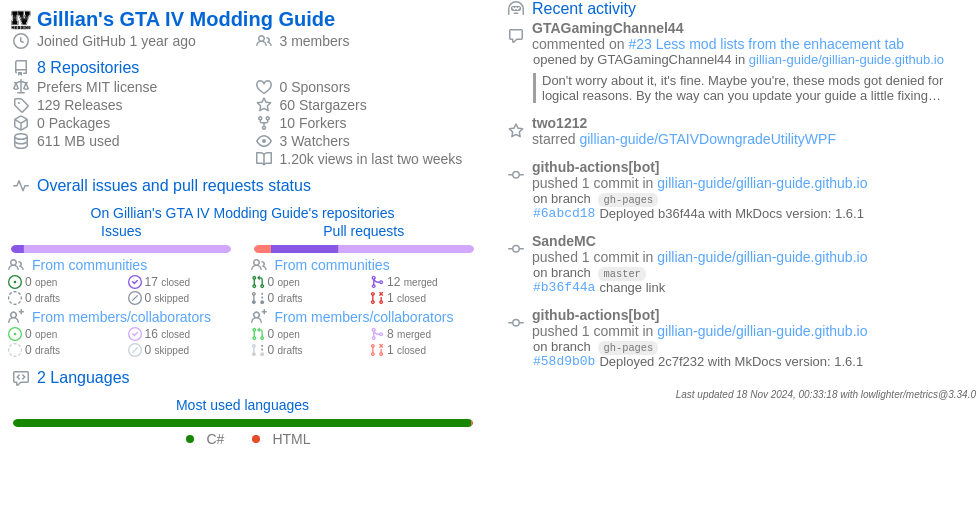 Gillian's GTA IV Modding Guide
Joined GitHub 1 year ago
3 members
8 Repositories
Prefers MIT license
129 Releases
0 Packages
611 MB used
0 Sponsors
60 Stargazers
10 Forkers
3 Watchers
1.20k views in last two weeks
Overall issues and pull requests status
On Gillian's GTA IV Modding Guide's repositories
Issues
From communities
0 open
17 closed
0 drafts
0 skipped
From members/collaborators
0 open
16 closed
0 drafts
0 skipped
Pull requests
From communities
0 open
12 merged
0 drafts
1 closed
From members/collaborators
0 open
8 merged
0 drafts
1 closed
2 Languages
Most used languages
C#
HTML
Recent activity
GTAGamingChannel44
commented on #23 Less mod lists from the enhacement tab
opened by GTAGamingChannel44 in gillian-guide/gillian-guide.github.io
Don't worry about it, it's fine. Maybe you're, these mods got denied for
logical reasons. By the way can you update your guide a little fixing…
two1212
starred gillian-guide/GTAIVDowngradeUtilityWPF
github-actions[bot]
pushed 1 commit in gillian-guide/gillian-guide.github.io
on branch gh-pages
#6abcd18 Deployed b36f44a with MkDocs version: 1.6.1
SandeMC
pushed 1 commit in gillian-guide/gillian-guide.github.io
on branch master
#b36f44a change link
github-actions[bot]
pushed 1 commit in gillian-guide/gillian-guide.github.io
on branch gh-pages
#58d9b0b Deployed 2c7f232 with MkDocs version: 1.6.1
Last updated 18 Nov 2024, 00:33:18 with lowlighter/metrics@3.34.0